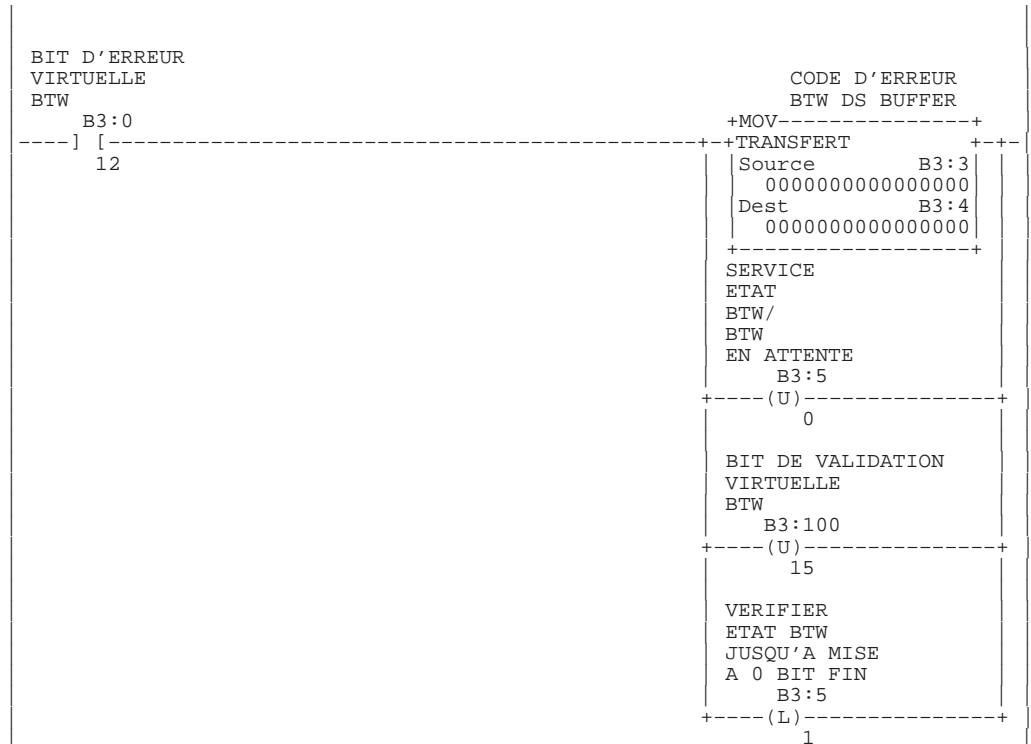 BIT D'ERREUR
VIRTUELLE CODE D'ERREUR
BTW BTW DS BUFFER
B3:0 +MOV---------------+
----] [--------------------------------------------+-+TRANSFERT +-+-
12 Source B3:3
0000000000000000
Dest B3:4
0000000000000000
+------------------+
SERVICE
ETAT
BTW/
BTW
EN ATTENTE
B3:5
+----(U)---------------+
0
BIT DE VALIDATION
VIRTUELLE
BTW
B3:100
+----(U)---------------+
15
VERIFIER
ETAT BTW
JUSQU'A MISE
A 0 BIT FIN
B3:5
+----(L)---------------+
1